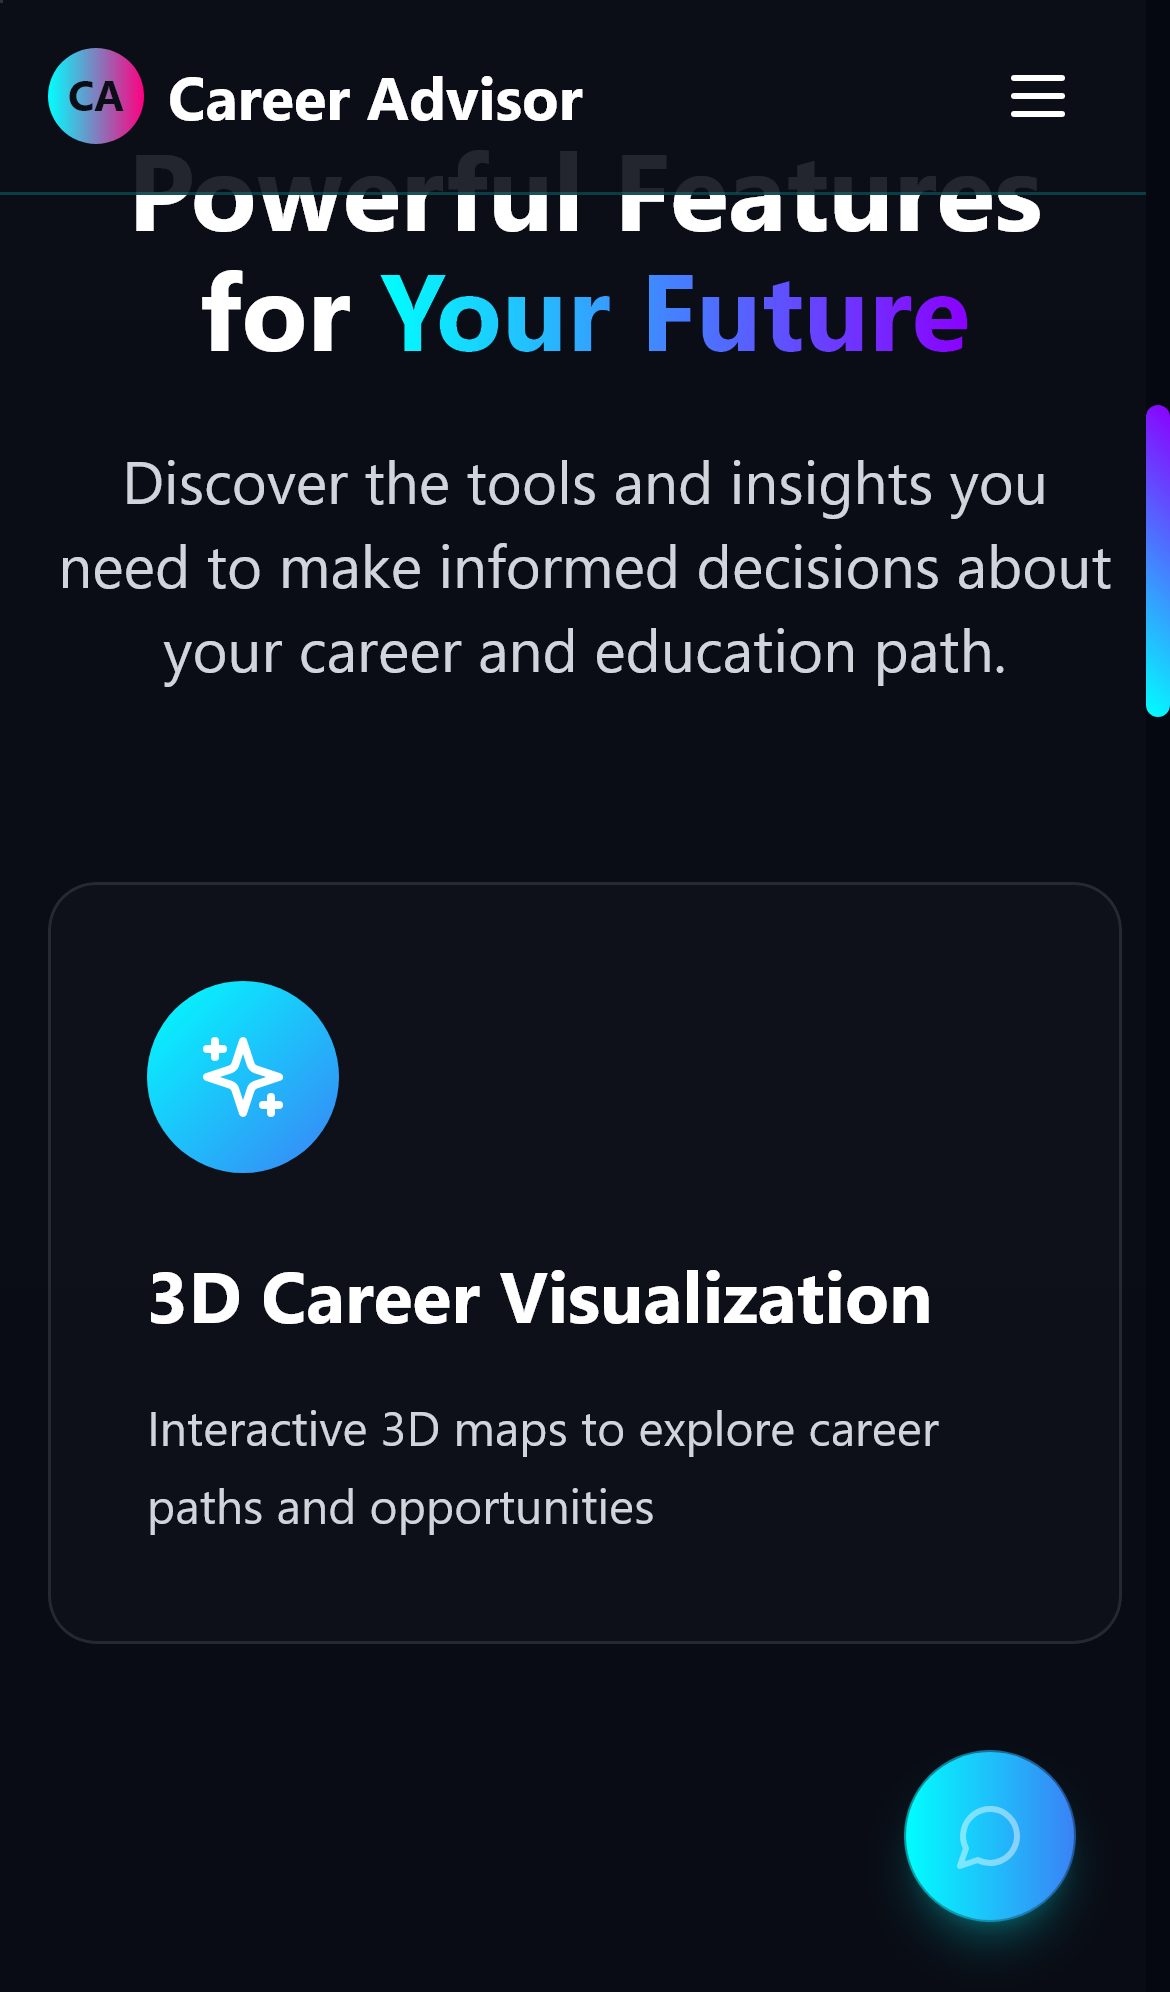 CA
Career Advisor
Powerful Features
for Your Future
Discover the tools and insights you
need to make informed decisions about
your career and education path.
3D Career Visualization
Interactive 3D maps to explore career
paths and opportunities